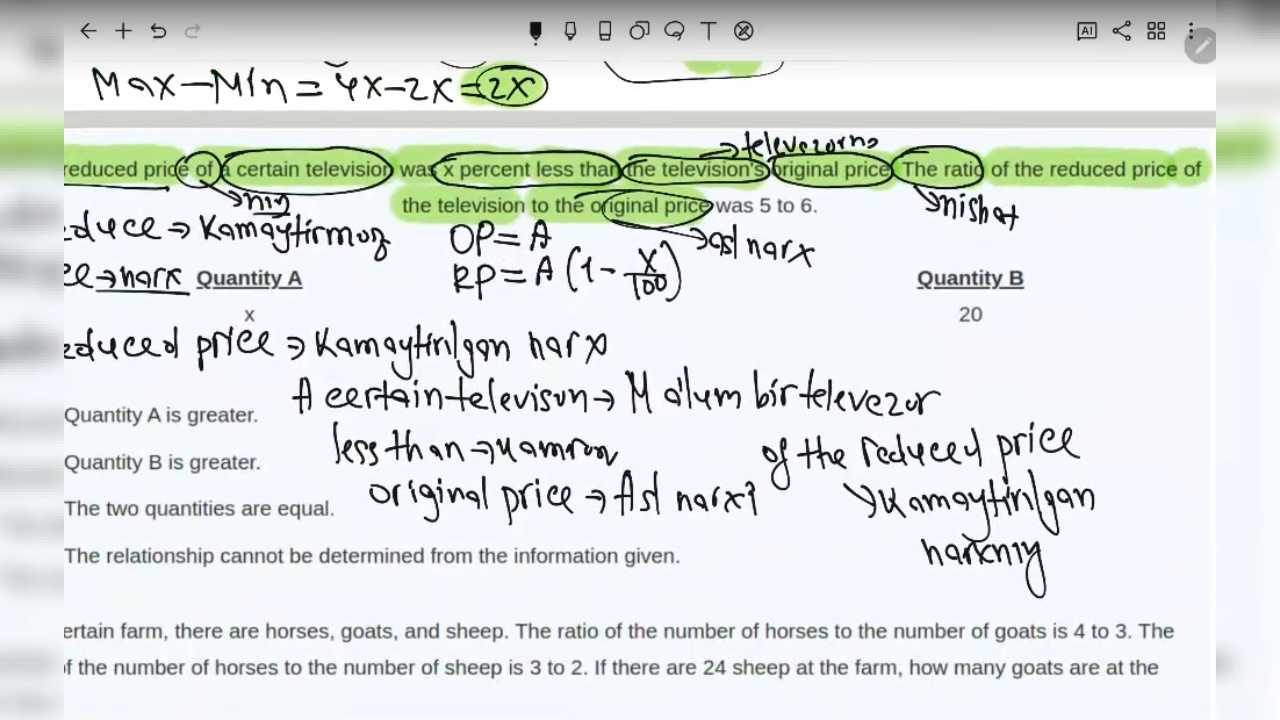 Max-Min = 4x-2x = 2x
→ televezorns
reduced price of a certain television was x percent less than the television's original price. The ratio of the reduced price of
→ niy
→ nisbat
the television to the original price was 5 to 6.
educe → Kamaytirmoq
OP = A
→ asl narx
RP = A (1 - x/100)
ce → narx
Quantity A
Quantity B
x
20
educed price → Kamaytirilgan narx
A certain televison → Ma'lum bir televezor
Quantity A is greater.
less than → kamroq
of the reduced price
Quantity B is greater.
original price → Asl narxi
→ Kamaytirilgan
The two quantities are equal.
narxniy
The relationship cannot be determined from the information given.
ertain farm, there are horses, goats, and sheep. The ratio of the number of horses to the number of goats is 4 to 3. The
f the number of horses to the number of sheep is 3 to 2. If there are 24 sheep at the farm, how many goats are at the